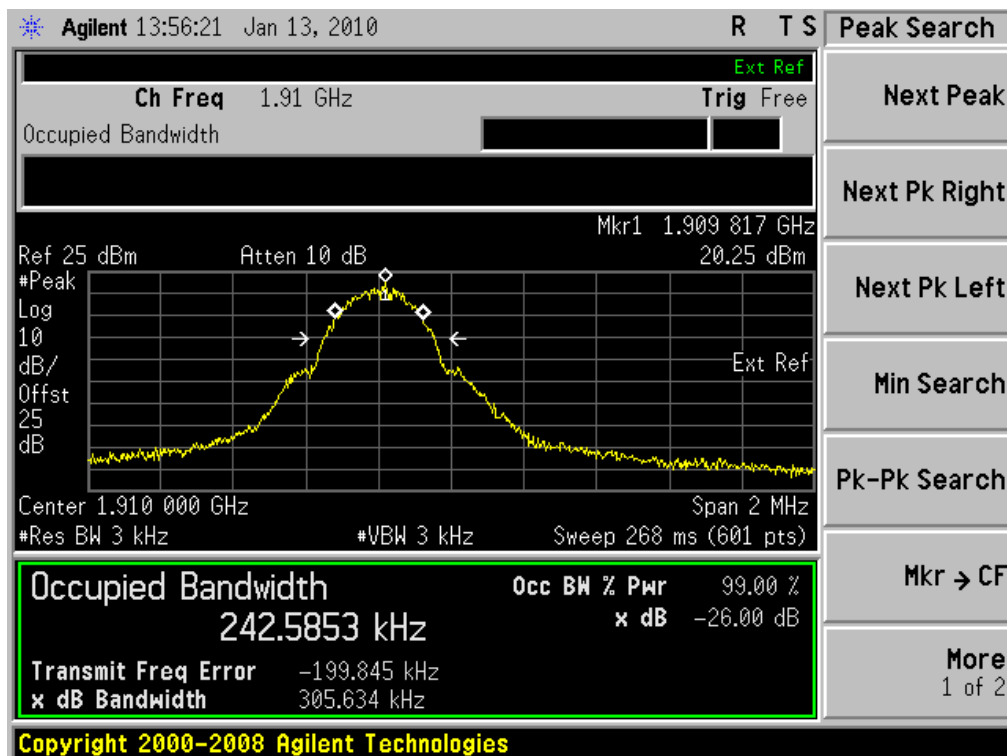 Agilent 13:56:21 Jan 13, 2010 R T S
Peak Search
Ext Ref
Ch Freq 1.91 GHz Trig Free
Occupied Bandwidth
Mkr1 1.909 817 GHz
Ref 25 dBm Atten 10 dB 20.25 dBm
#Peak
Log
10
dB/
Offst
25
dB
1
Ext Ref
Center 1.910 000 GHz Span 2 MHz
#Res BW 3 kHz #VBW 3 kHz Sweep 268 ms (601 pts)
Occupied Bandwidth
242.5853 kHz
Occ BW % Pwr 99.00 %
x dB -26.00 dB
Transmit Freq Error -199.845 kHz
x dB Bandwidth 305.634 kHz
Next Peak
Next Pk Right
Next Pk Left
Min Search
Pk-Pk Search
Mkr → CF
More
1 of 2
Copyright 2000-2008 Agilent Technologies